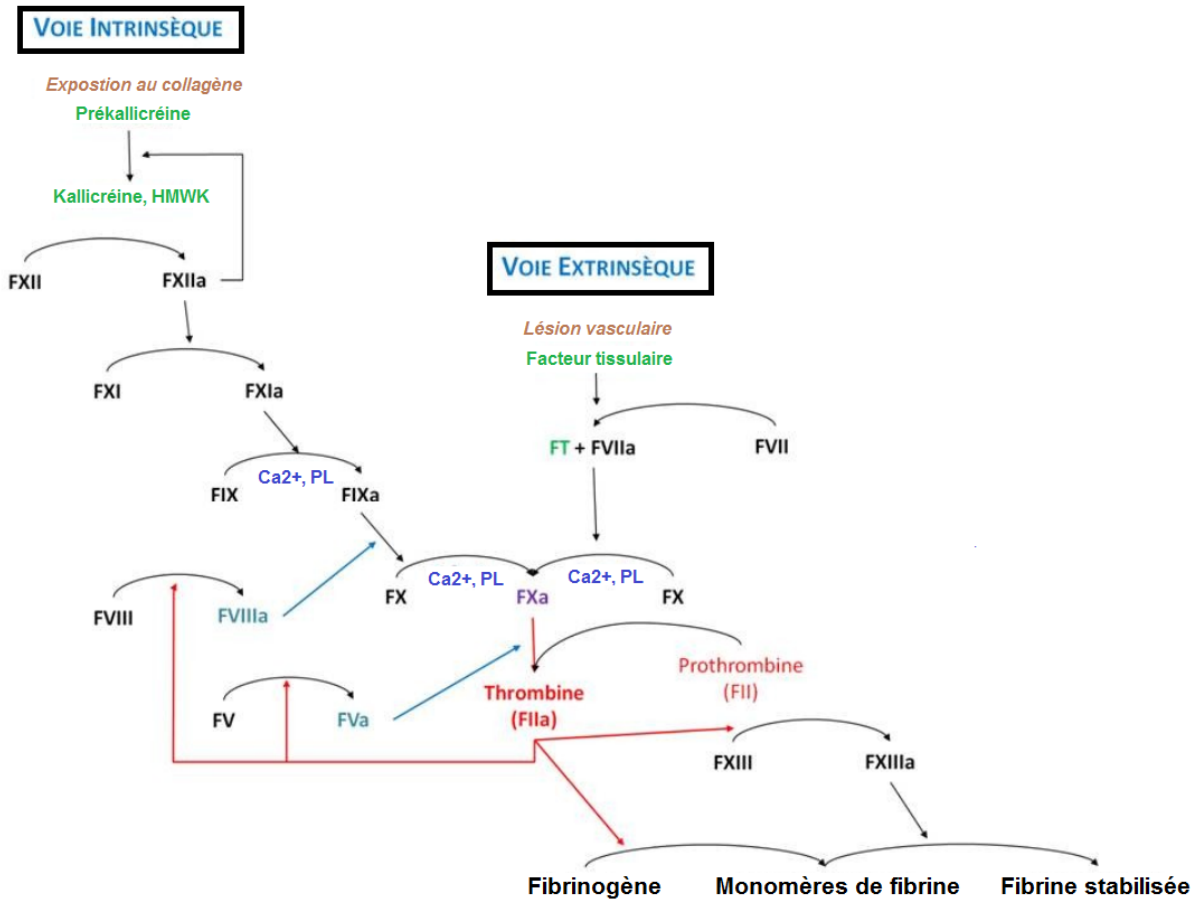 VOIE INTRINSÈQUE
Expostion au collagène
Prékallicréine
Kallicréine, HMWK
FXII
FXIIa
VOIE EXTRINSÈQUE
Lésion vasculaire
Facteur tissulaire
FXI
FXIa
FT + FVIIa
FVII
Ca2+, PL
FIX
FIXa
Ca2+, PL
Ca2+, PL
FX
FXa
FX
FVIII
FVIIIa
Prothrombine
(FII)
Thrombine
(FIIa)
FV
FVa
FXIII
FXIIIa
Fibrinogène
Monomères de fibrine
Fibrine stabilisée